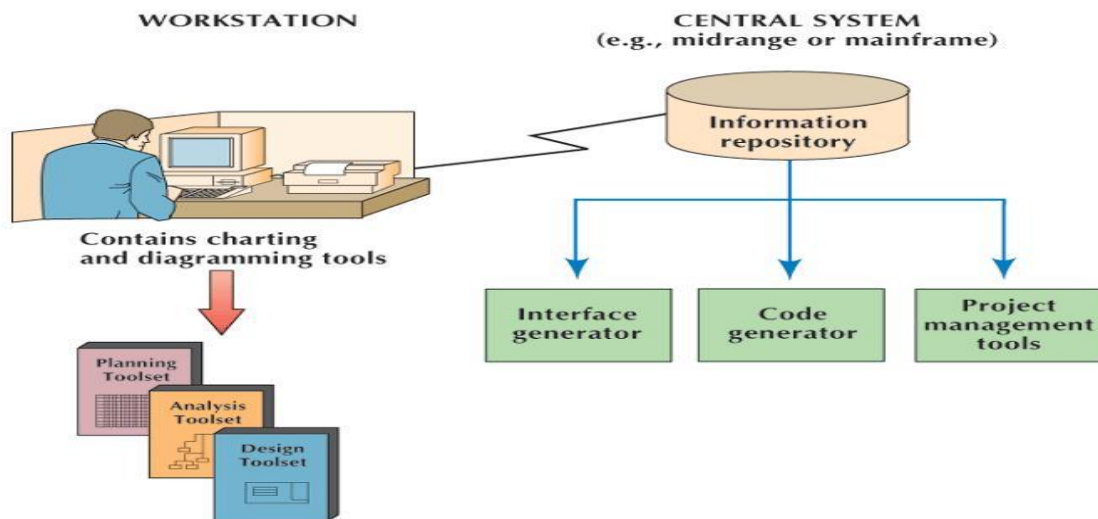 WORKSTATION
CENTRAL SYSTEM
(e.g., midrange or mainframe)
Information
repository
Contains charting
and diagramming tools
Interface
generator
Code
generator
Project
management
tools
Planning
Toolset
Analysis
Toolset
Design
Toolset